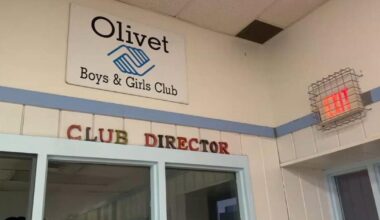 Olivet
Boys & Girls Club
CLUB DIRECTOR
EXIT